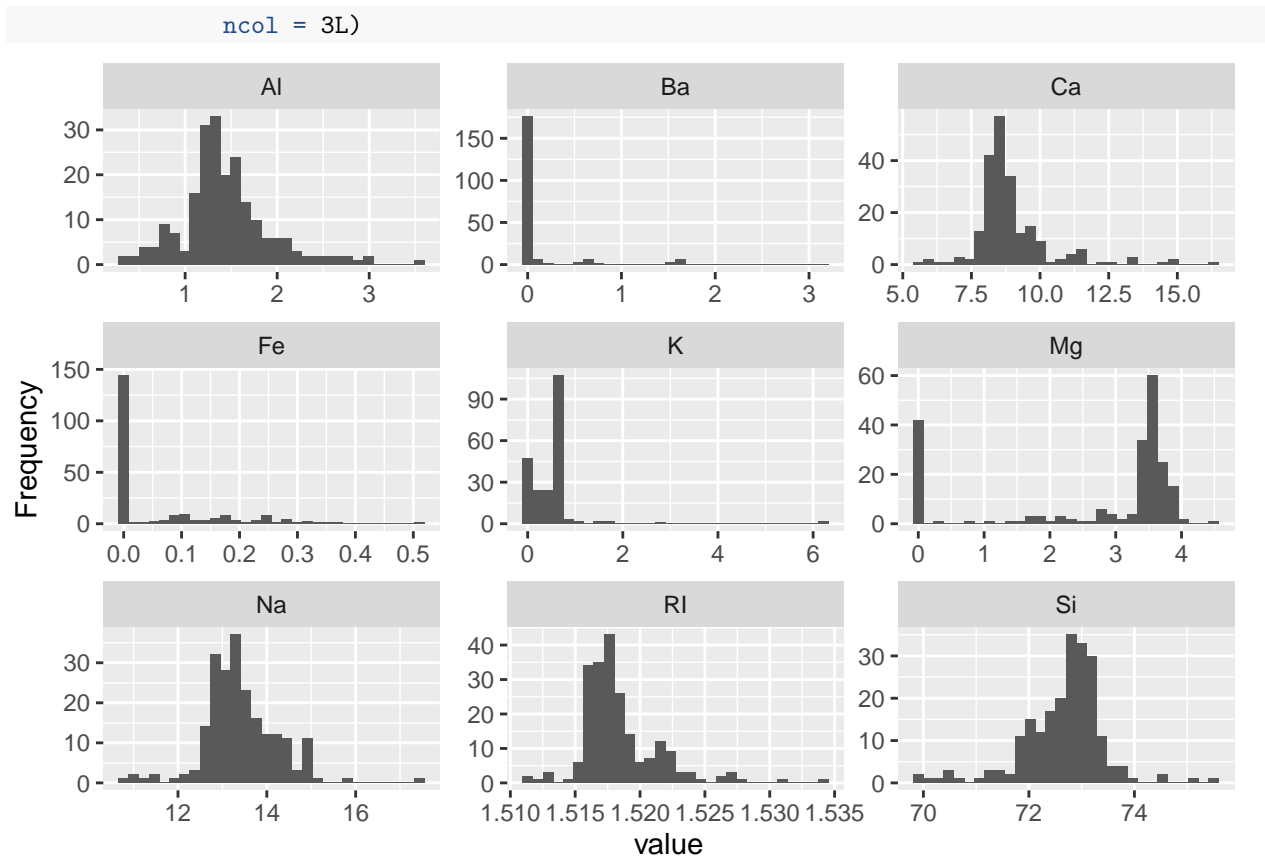 ncol = 3L)
Al Ba Ca
30 20 10 0
150 100 50 0
40 20 0
1 2 3
0 1 2 3
5.0 7.5 10.0 12.5 15.0
Fe K Mg
150 100 50 0
90 60 30 0
60 40 20 0
0.0 0.1 0.2 0.3 0.4 0.5
0 2 4 6
0 1 2 3 4
Frequency
Na RI Si
30 20 10 0
40 30 20 10 0
30 20 10 0
12 14 16
1.510 1.515 1.520 1.525 1.530 1.535
70 72 74
value